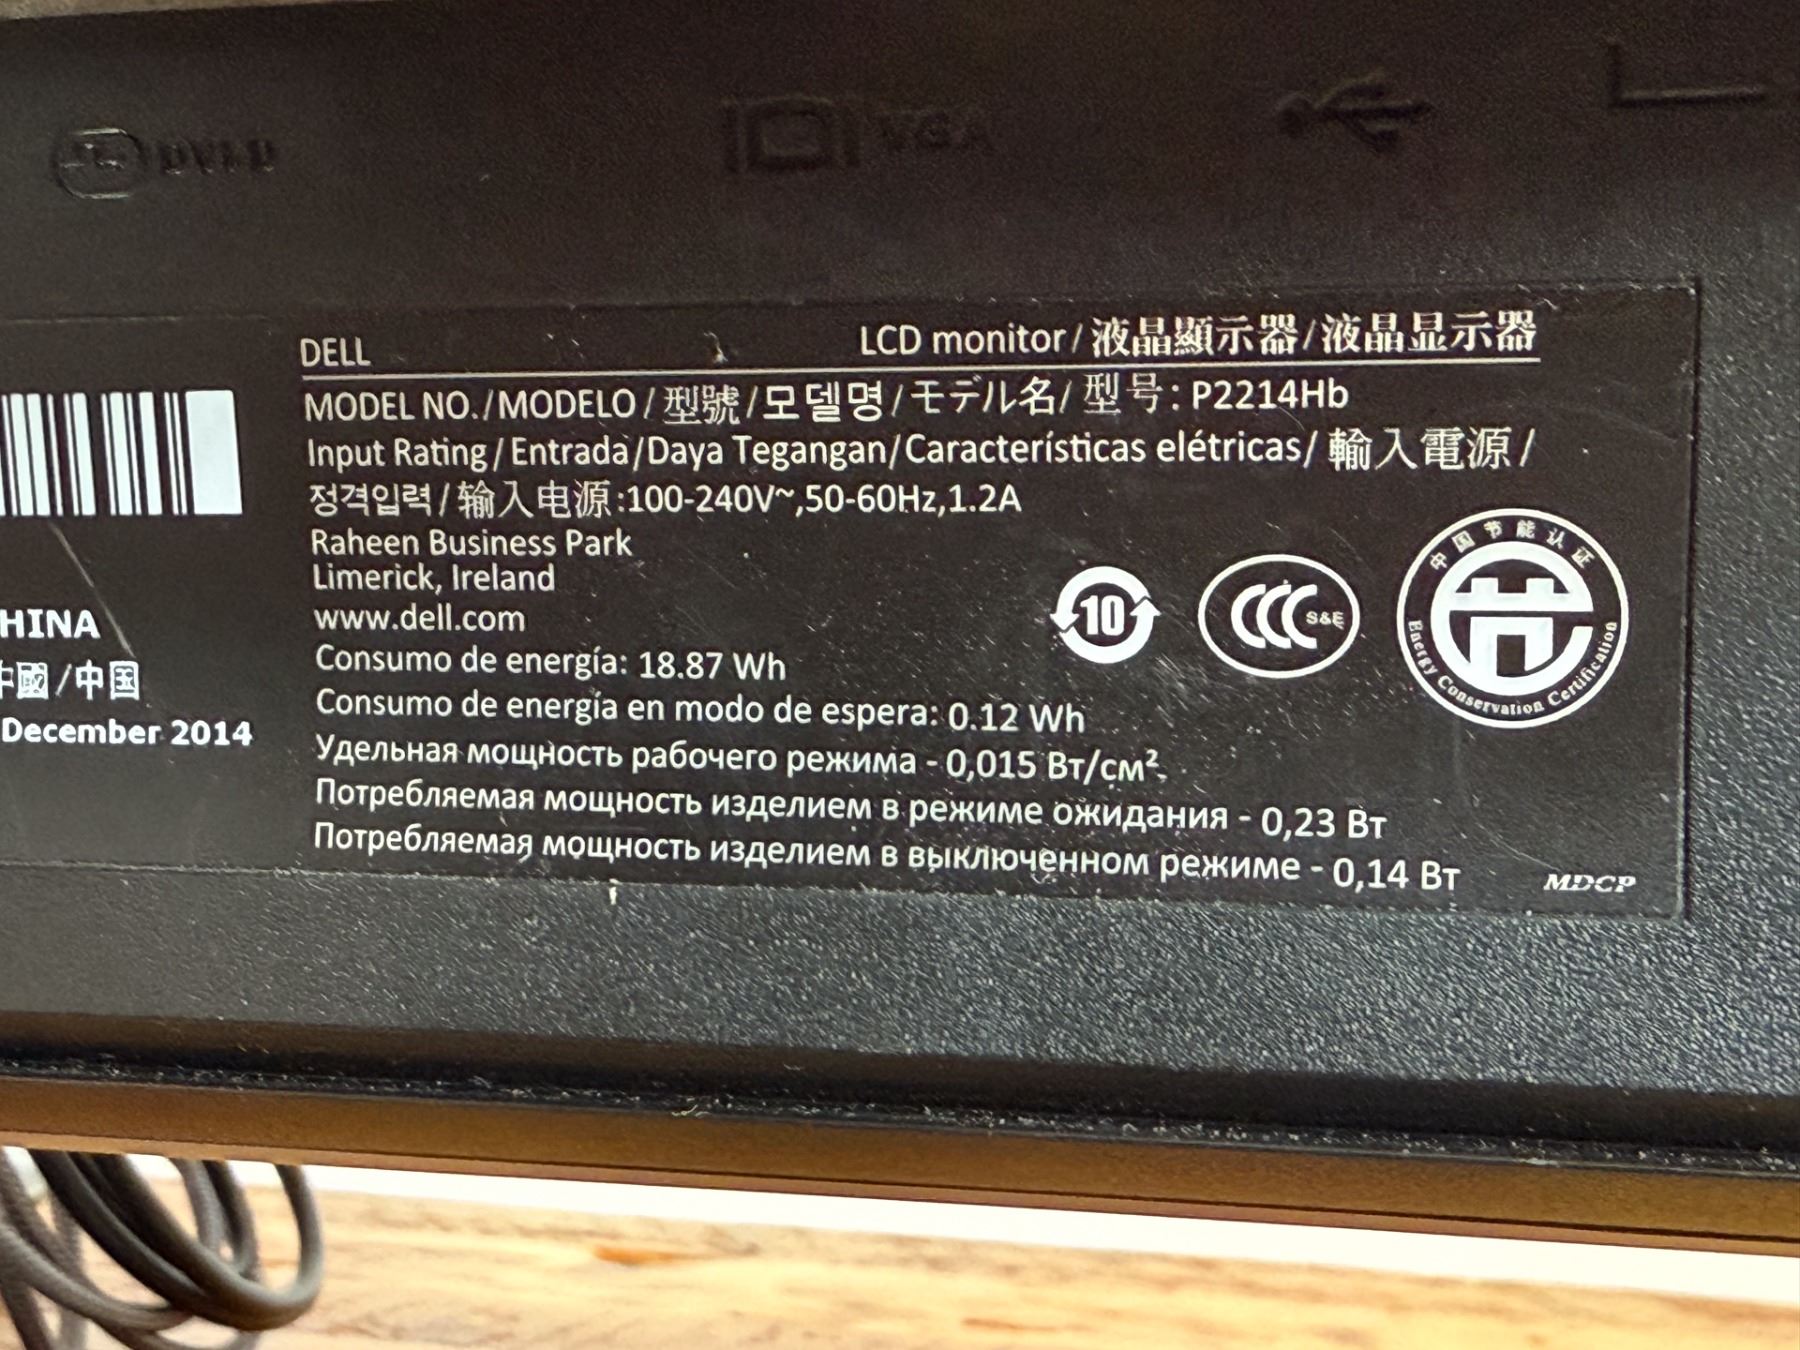 DVI-D
VGA
DELL
LCD monitor/液晶顯示器/液晶显示器
MODEL NO./MODELO/型號/모델명/モデル名/型号: P2214Hb
Input Rating/Entrada/Daya Tegangan/Características elétricas/輸入電源/
정격입력/输入电源:100-240V~,50-60Hz,1.2A
Raheen Business Park
Limerick, Ireland
www.dell.com
Consumo de energía: 18.87 Wh
Consumo de energía en modo de espera: 0.12 Wh
Удельная мощность рабочего режима - 0,015 Вт/см².
Потребляемая мощность изделием в режиме ожидания - 0,23 Вт
Потребляемая мощность изделием в выключенном режиме - 0,14 Вт
MDCP
10
CCC S&E
中国节能认证
Energy Conservation Certification
HINA
中國/中国
December 2014